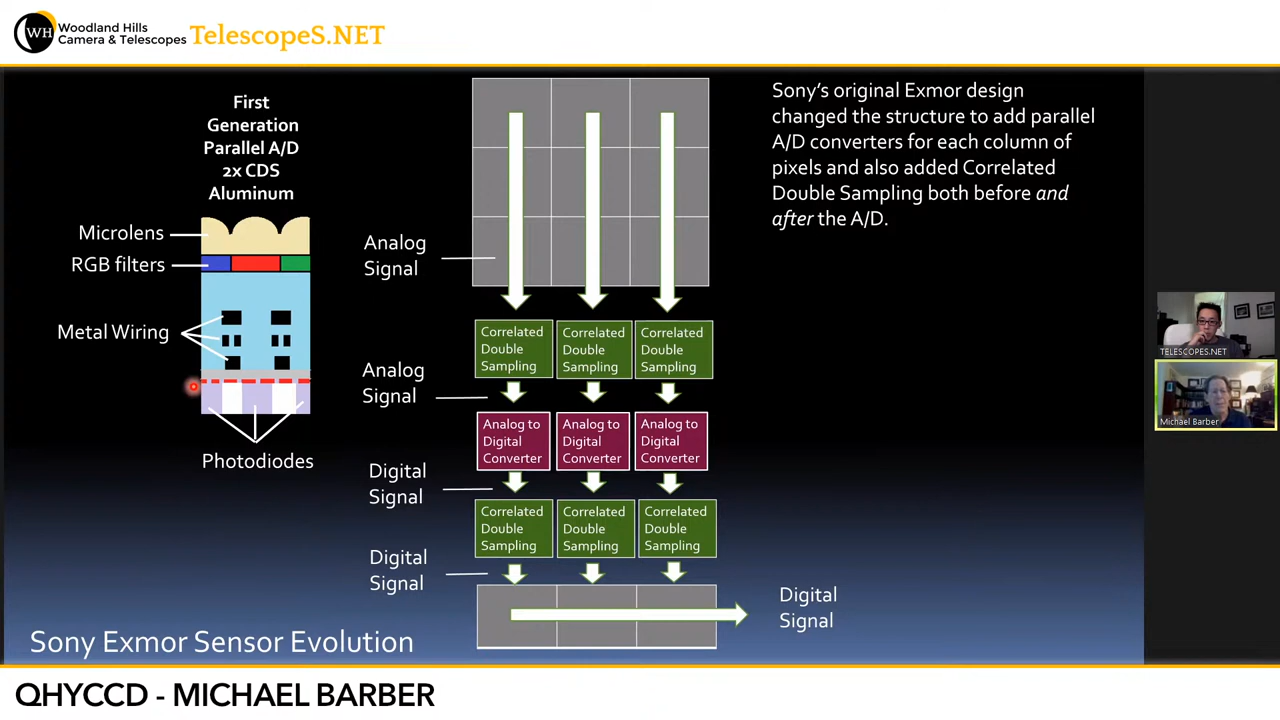 WH
Woodland Hills
Camera & Telescopes
TelescopeS.NET
First
Generation
Parallel A/D
2x CDS
Aluminum
Microlens
RGB filters
Metal Wiring
Photodiodes
Analog
Signal
Analog
Signal
Digital
Signal
Digital
Signal
Correlated
Double
Sampling
Correlated
Double
Sampling
Correlated
Double
Sampling
Analog to
Digital
Converter
Analog to
Digital
Converter
Analog to
Digital
Converter
Correlated
Double
Sampling
Correlated
Double
Sampling
Correlated
Double
Sampling
Digital
Signal
Sony’s original Exmor design
changed the structure to add parallel
A/D converters for each column of
pixels and also added Correlated
Double Sampling both before and
after the A/D.
TELESCOPES.NET
Michael Barber
Sony Exmor Sensor Evolution
QHYCCD - MICHAEL BARBER